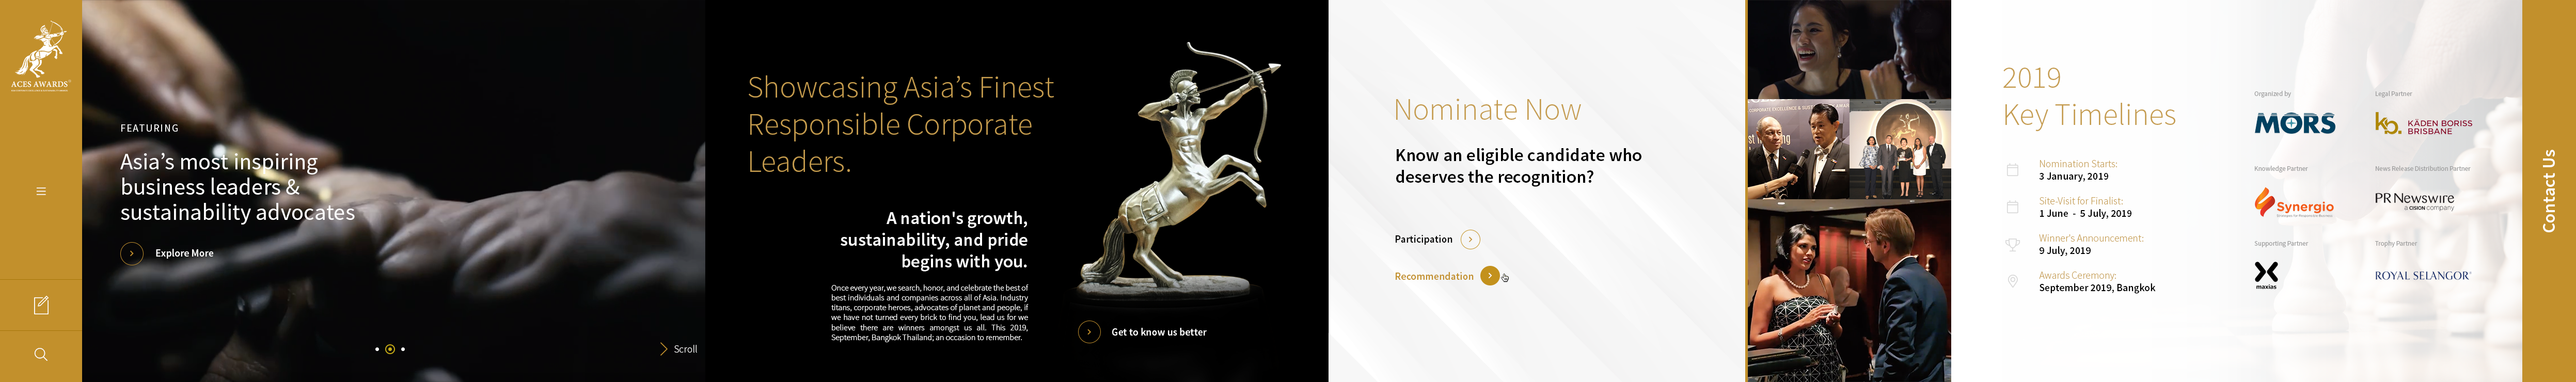 ACES AWARDS
FEATURING
Asia's most inspiring
business leaders &
sustainability advocates
Explore More
Scroll
Showcasing Asia's Finest
Responsible Corporate
Leaders.
A nation's growth,
sustainability, and pride
begins with you.
Once every year, we search, honor, and celebrate the best of
best individuals and companies across all of Asia. Industry
titans, corporate heroes, advocates of planet and people, if
we have not turned every brick to find you, lead us for we
believe there are winners amongst us all. This 2019,
September, Bangkok Thailand; an occasion to remember.
Get to know us better
Nominate Now
Know an eligible candidate who
deserves the recognition?
Participation
Recommendation
2019
Key Timelines
Nomination Starts:
3 January, 2019
Site-Visit for Finalist:
1 June - 5 July, 2019
Winner's Announcement:
9 July, 2019
Awards Ceremony:
September 2019, Bangkok
Organized by
MORS
Legal Partner
kb.
KÄDEN BORISS
BRISBANE
Knowledge Partner
Synergio
News Release Distribution Partner
PR Newswire
a CISION company
Supporting Partner
maxias
Trophy Partner
ROYAL SELANGOR
Contact Us